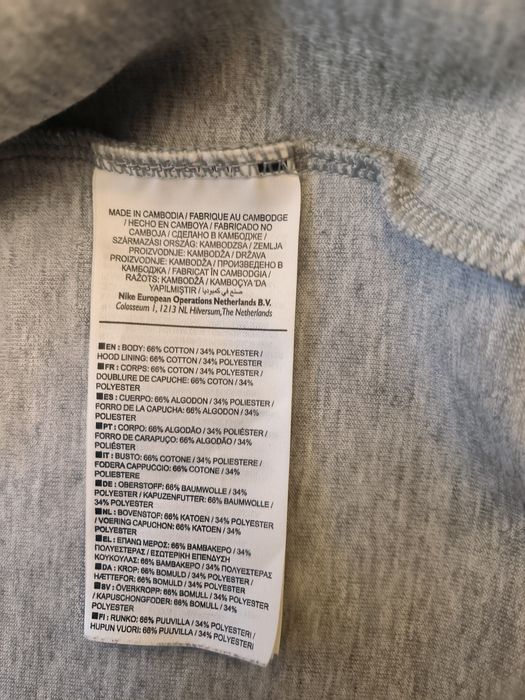 MADE IN CAMBODIA / FABRIQUE AU CAMBODGE
/ HECHO EN CAMBOYA / FABRICADO NO
CAMBOJA / СДЕЛАНО В КАМБОДЖЕ /
SZÁRMAZÁSI ORSZÁG: KAMBODZSA / ZEMLJA
PROIZVODNJE: KAMBODŽA / DRŽAVA
PROIZVODNJE: KAMBODŽA / ПРОИЗВЕДЕНО В
КАМБОДЖА / FABRICAT ÎN CAMBODGIA /
RAŽOTS: KAMBODŽĀ / KAMBOÇYA 'DA
YAPILMIŞTIR / صنع في كمبوديا
Nike European Operations Netherlands B.V.
Colosseum 1, 1213 NL Hilversum, The Netherlands
■EN : BODY: 66% COTTON / 34% POLYESTER /
HOOD LINING: 66% COTTON / 34% POLYESTER
■FR : CORPS: 66% COTON / 34% POLYESTER /
DOUBLURE DE CAPUCHE: 66% COTON / 34%
POLYESTER
■ES : CUERPO: 66% ALGODON / 34% POLIESTER /
FORRO DE LA CAPUCHA: 66% ALGODON / 34%
POLIESTER
■PT : CORPO: 66% ALGODÃO / 34% POLIÉSTER /
FORRO DE CARAPUÇO: 66% ALGODÃO / 34%
POLIÉSTER
■IT : BUSTO: 66% COTONE / 34% POLIESTERE /
FODERA CAPPUCCIO: 66% COTONE / 34%
POLIESTERE
■DE : OBERSTOFF: 66% BAUMWOLLE / 34%
POLYESTER / KAPUZENFUTTER: 66% BAUMWOLLE /
34% POLYESTER
■NL : BOVENSTOF: 66% KATOEN / 34% POLYESTER
/ VOERING CAPUCHON: 66% KATOEN / 34%
POLYESTER
■EL : ΕΠΑΝΩ ΜΕΡΟΣ: 66% ΒΑΜΒΑΚΕΡΟ / 34%
ΠΟΛΥΕΣΤΕΡΑΣ / ΕΣΩΤΕΡΙΚΗ ΕΠΕΝΔΥΣΗ
ΚΟΥΚΟΥΛΑΣ: 66% ΒΑΜΒΑΚΕΡΟ / 34% ΠΟΛΥΕΣΤΕΡΑΣ
■DA : KROP: 66% BOMULD / 34% POLYESTER /
HÆTTEFOR: 66% BOMULD / 34% POLYESTER
■SV : ÖVERKROPP: 66% BOMULL / 34% POLYESTER
/ KAPUSCHONGFODER: 66% BOMULL / 34%
POLYESTER
■FI : RUNKO: 66% PUUVILLA / 34% POLYESTERI /
HUPUN VUORI: 66% PUUVILLA / 34% POLYESTERI